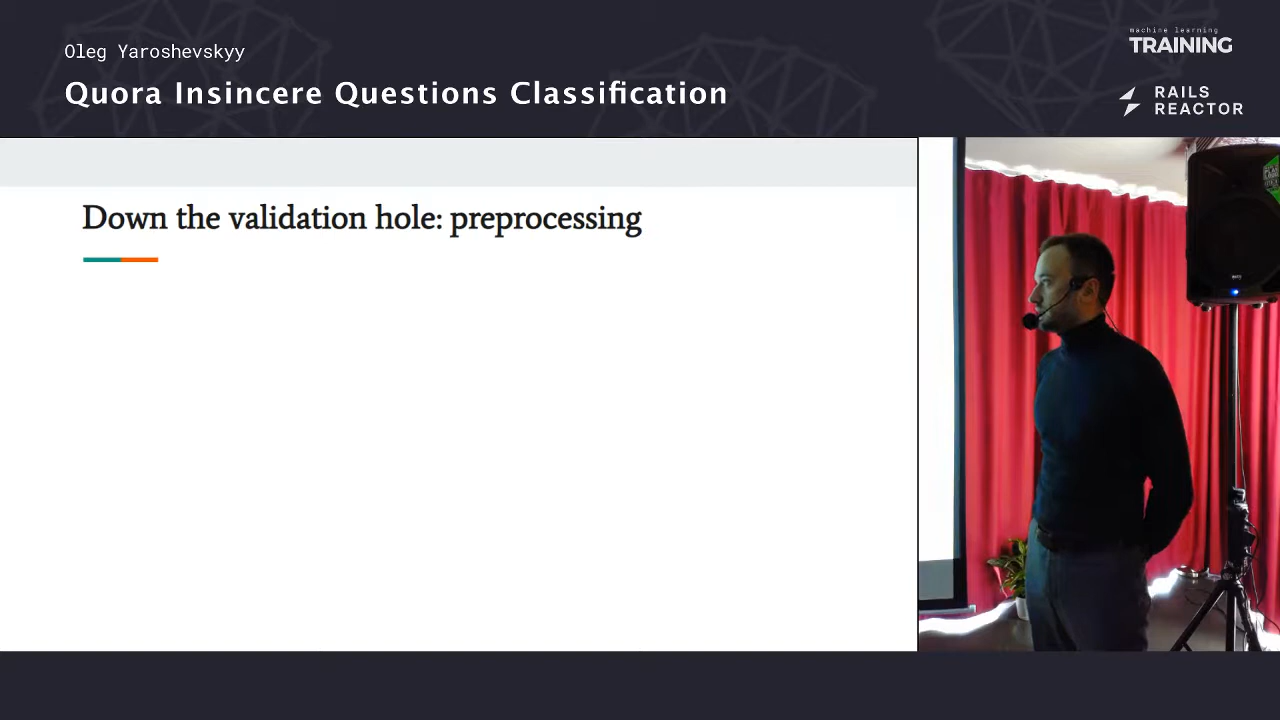 Oleg Yaroshevskyy
Quora Insincere Questions Classification
machine learning
TRAINING
RAILS
REACTOR
Down the validation hole: preprocessing